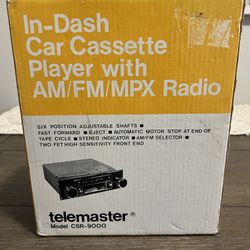 In-Dash
Car Cassette
Player with
AM/FM/MPX Radio
SIX POSITION ADJUSTABLE SHAFTS ■
FAST FORWARD ■ EJECT ■ AUTOMATIC MOTOR STOP AT END OF
TAPE CYCLE ■ STEREO INDICATOR ■ AM/FM SELECTOR ■
TWO FET HIGH SENSITIVITY FRONT END
telemaster®
Model CSR-9000